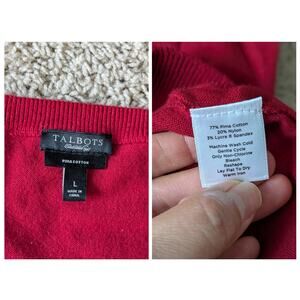 TALBOTS
PIMA COTTON
L
MADE IN
CHINA
77% Pima Cotton
20% Nylon
3% Lycra R Spandex
Machine Wash Cold
Gentle Cycle
Only Non-Chlorine
Bleach
Reshape
Lay Flat To Dry
Warm Iron